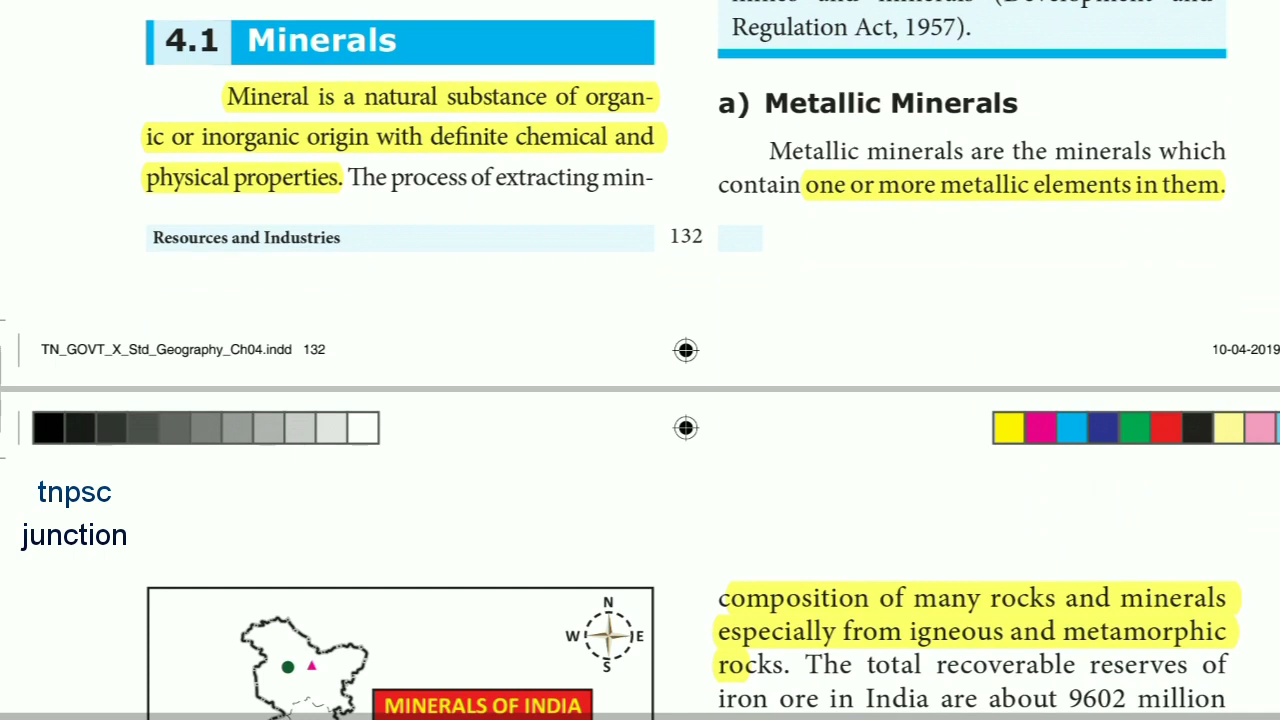 4.1 Minerals
Mineral is a natural substance of organ-
ic or inorganic origin with definite chemical and
physical properties. The process of extracting min-
Regulation Act, 1957).
a) Metallic Minerals
Metallic minerals are the minerals which
contain one or more metallic elements in them.
Resources and Industries
132
TN_GOVT_X_Std_Geography_Ch04.indd 132
10-04-2019
tnpsc
junction
N
W E
S
MINERALS OF INDIA
composition of many rocks and minerals
especially from igneous and metamorphic
rocks. The total recoverable reserves of
iron ore in India are about 9602 million